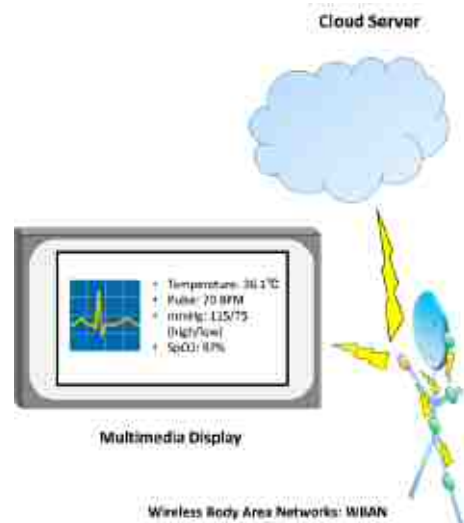 Cloud Server
• Temperature: 36.1℃
• Pulse: 70 BPM
• mmHg: 115/75
(high/low)
• SpO2: 97%
Multimedia Display
Wireless Body Area Networks: WBAN